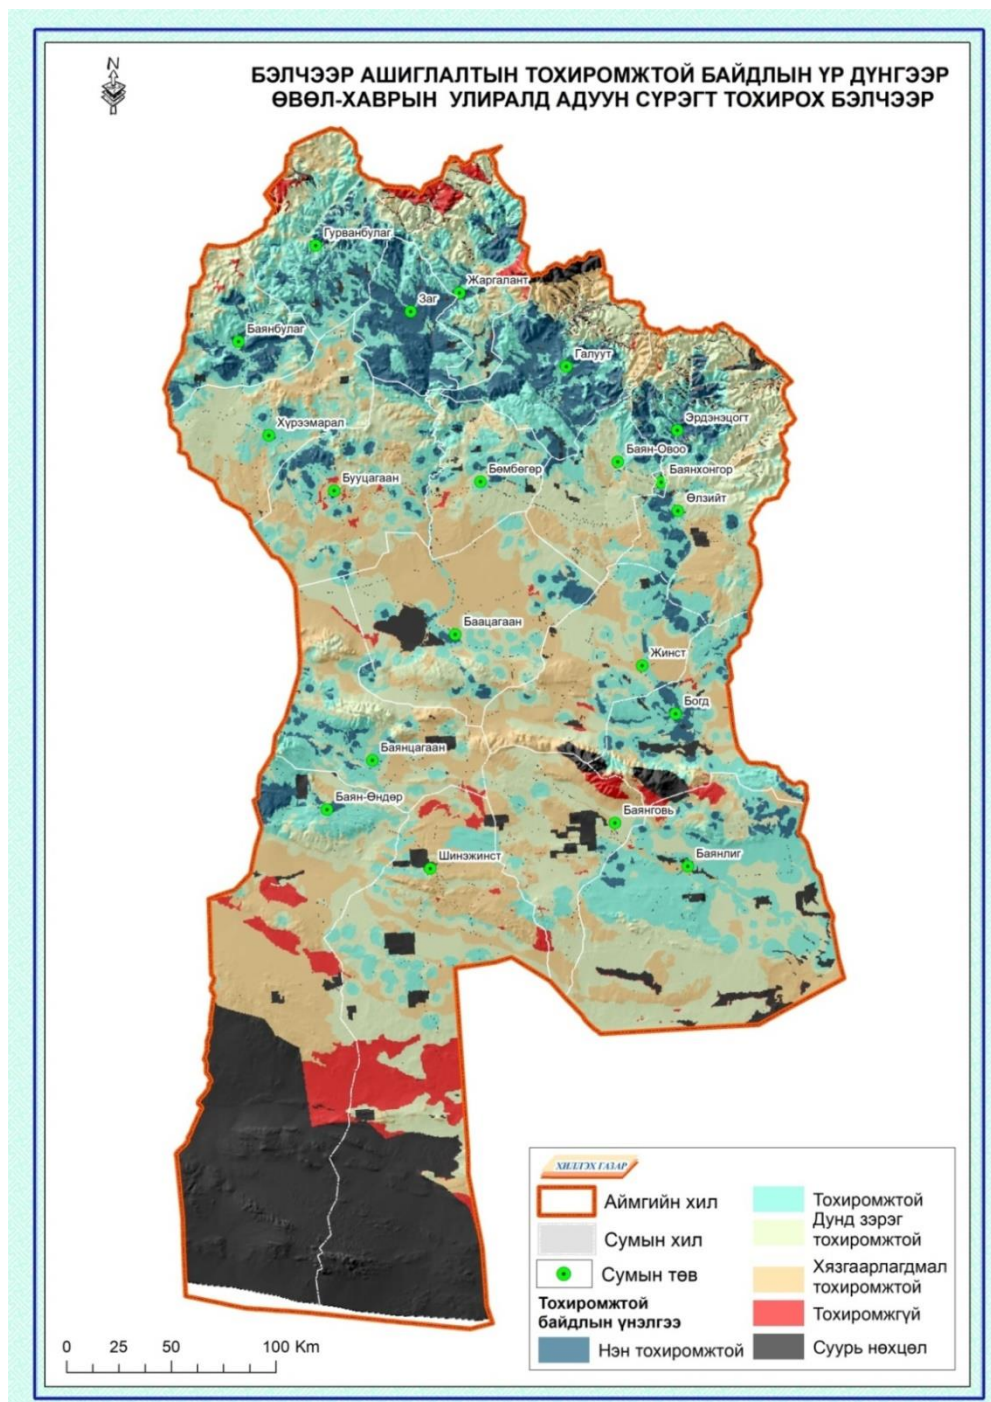 N
БЭЛЧЭЭР АШИГЛАЛТЫН ТОХИРОМЖТОЙ БАЙДЛЫН ҮР ДҮНГЭЭР
ӨВӨЛ-ХАВРЫН УЛИРАЛД АДУУН СҮРЭГТ ТОХИРОХ БЭЛЧЭЭР
Гурванбулаг
Жаргалант
Заг
Баянбулаг
Галуут
Эрдэнэцогт
Хүрээмарал
Баян-Овоо
Баянхонгор
Бууцагаан
Бөмбөгөр
Өлзийт
Баацагаан
Жинст
Богд
Баянцагаан
Баян-Өндөр
Баянговь
Шинэжинст
Баянлиг
ХИЛЛЭХ ГАЗАР
Аймгийн хил
Сумын хил
Сумын төв
Тохиромжтой
байдлын үнэлгээ
Нэн тохиромжтой
Тохиромжтой
Дунд зэрэг
тохиромжтой
Хязгаарлагдмал
тохиромжтой
Тохиромжгүй
Суурь нөхцөл
0 25 50 100 Km